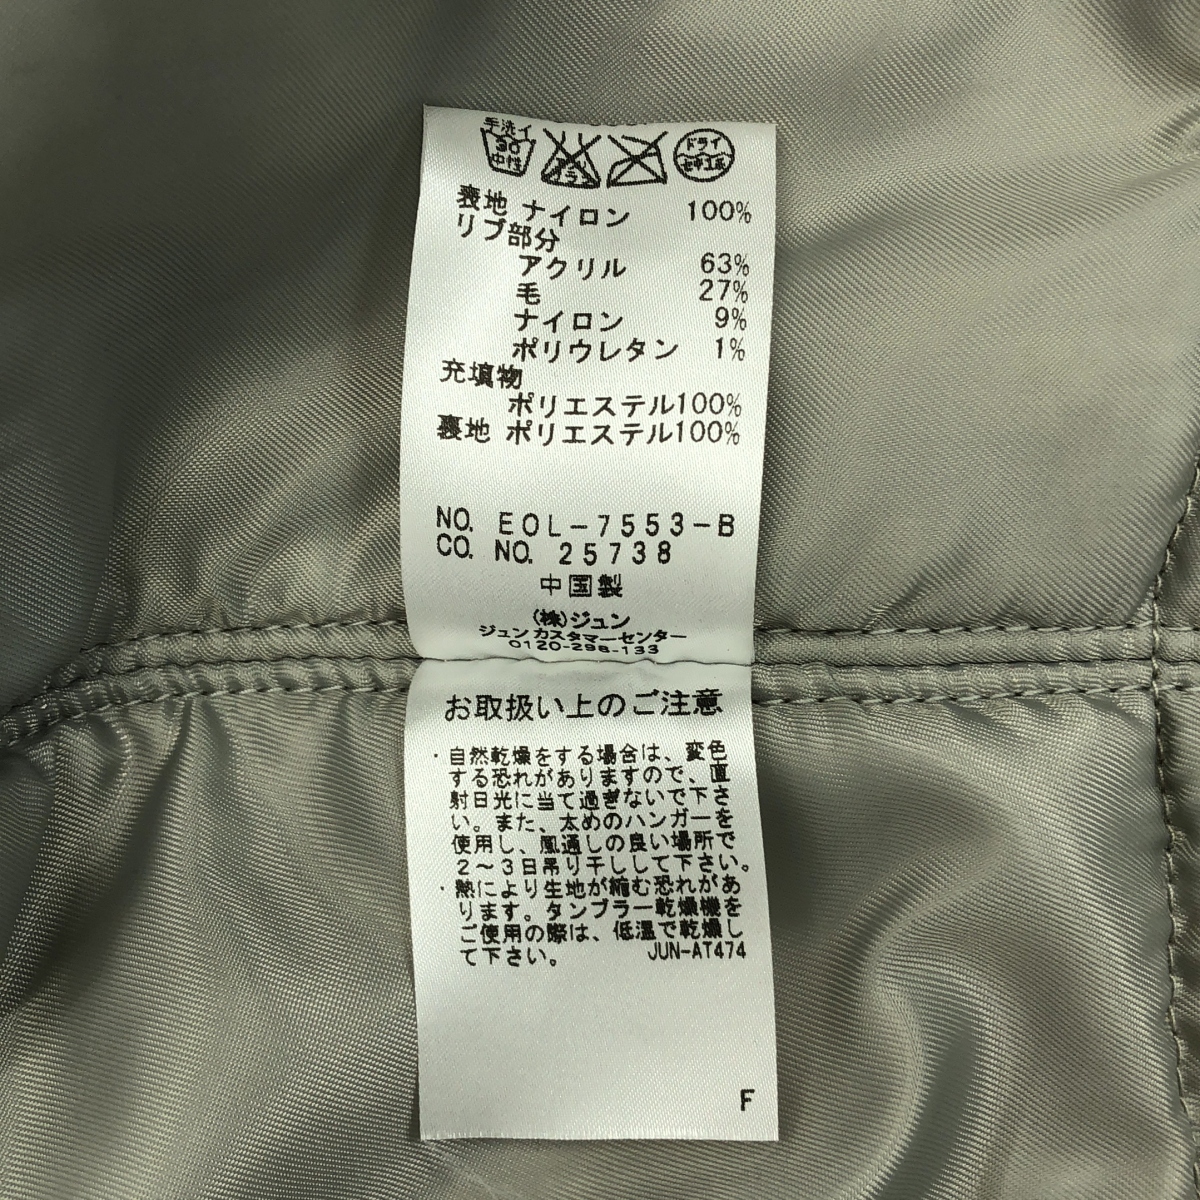 手洗イ
30
中性
エンソ
サラシ
ドライ
セキユ系
表地 ナイロン 100%
リブ部分
アクリル 63%
毛 27%
ナイロン 9%
ポリウレタン 1%
充填物
ポリエステル100%
裏地 ポリエステル100%
NO. EOL-7553-B
CO. NO. 25738
中国製
(株)ジュン
ジュンカスタマーセンター
0120-298-133
お取扱い上のご注意
・自然乾燥をする場合は、変色
する恐れがありますので、直
射日光に当て過ぎないで下さ
い。また、太めのハンガーを
使用し、風通しの良い場所で
2～3日吊り干しして下さい。
・熱により生地が縮む恐れがあ
ります。タンブラー乾燥機を
ご使用の際は、低温で乾燥し
て下さい。 JUN-AT474
F